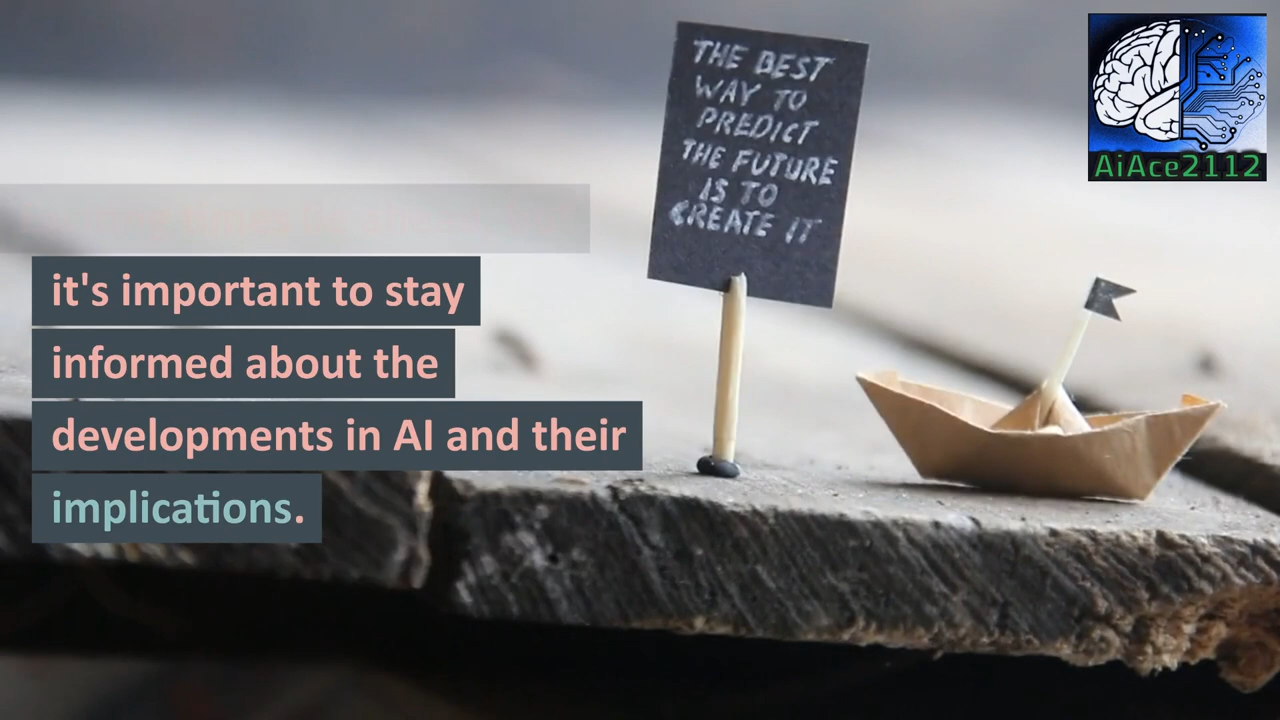 it's important to stay
informed about the
developments in AI and their
implications.
THE BEST
WAY TO
PREDICT
THE FUTURE
IS TO
CREATE IT
AiAce2112